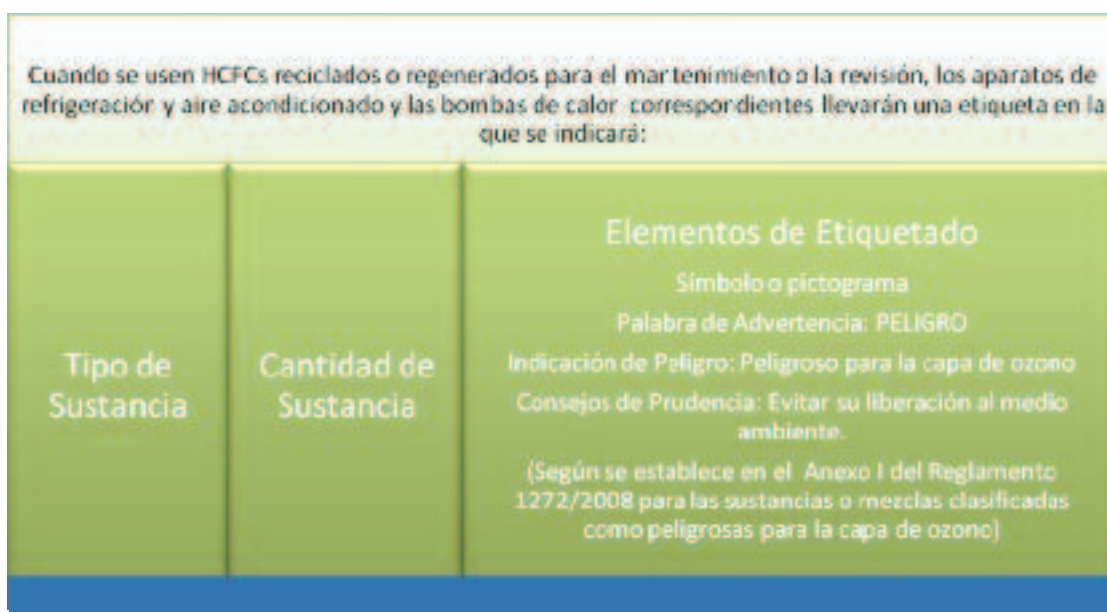 Cuando se usen HCFCs reciclados o regenerados para el mantenimiento o la revisión, los aparatos de
refrigeración y aire acondicionado y las bombas de calor correspondientes llevarán una etiqueta en la
que se indicará:
Tipo de
Sustancia
Cantidad de
Sustancia
Elementos de Etiquetado
Símbolo o pictograma
Palabra de Advertencia: PELIGRO
Indicación de Peligro: Peligroso para la capa de ozono
Consejos de Prudencia: Evitar su liberación al medio
ambiente.
(Según se establece en el Anexo I del Reglamento
1272/2008 para las sustancias o mezclas clasificadas
como peligrosas para la capa de ozono)